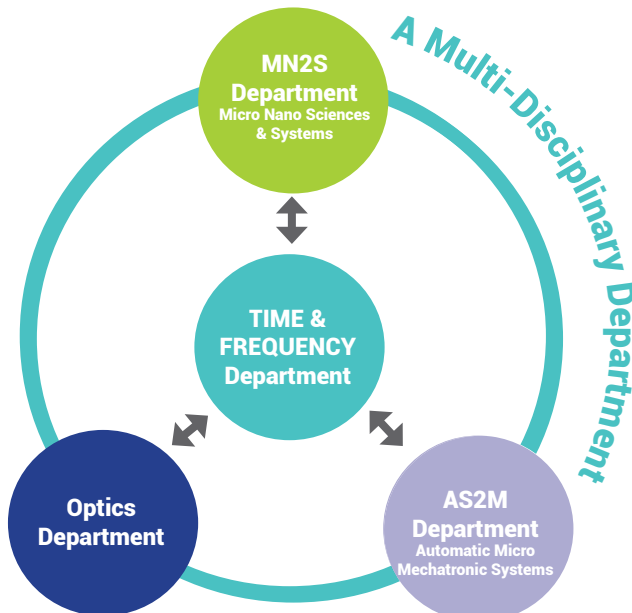 A Multi-Disciplinary Department
MN2S
Department
Micro Nano Sciences
& Systems
TIME &
FREQUENCY
Department
Optics
Department
AS2M
Department
Automatic Micro
Mechatronic Systems